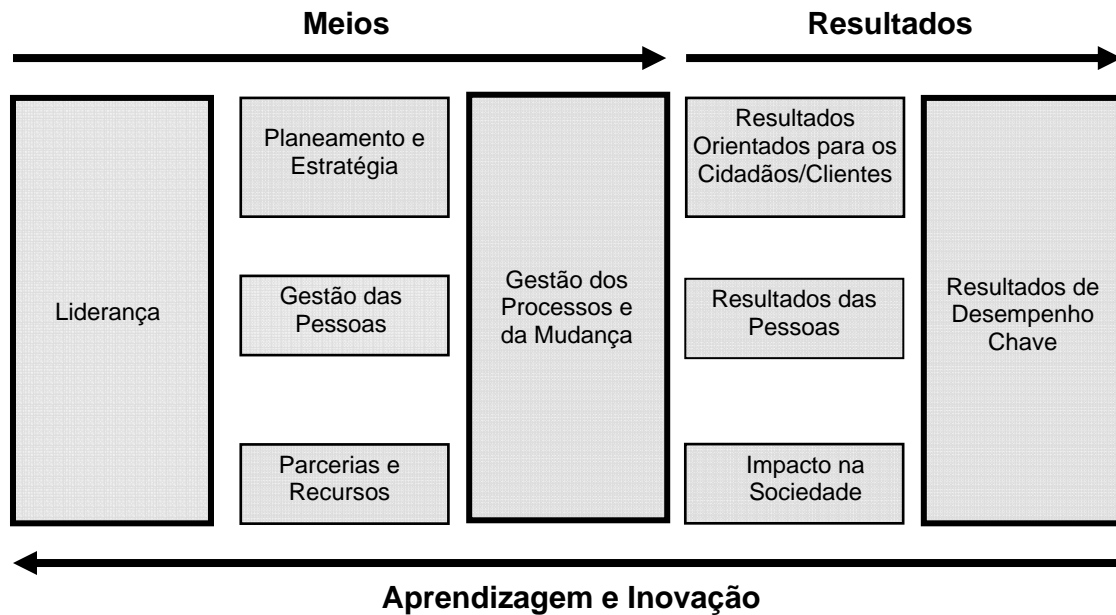 Meios
Resultados
Liderança
Planeamento e
Estratégia
Gestão das
Pessoas
Parcerias e
Recursos
Gestão dos
Processos e
da Mudança
Resultados
Orientados para os
Cidadãos/Clientes
Resultados das
Pessoas
Impacto na
Sociedade
Resultados de
Desempenho
Chave
Aprendizagem e Inovação